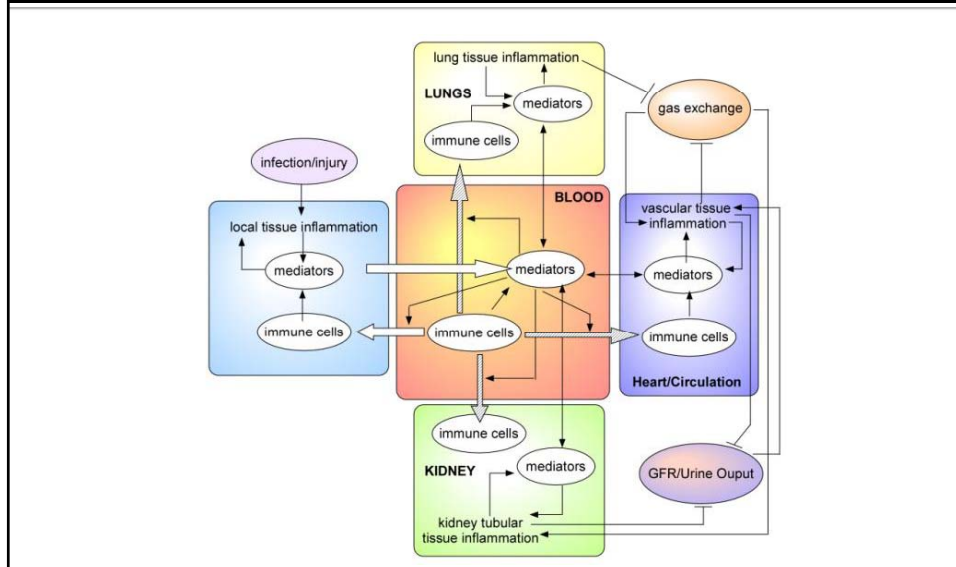 lung tissue inflammation
LUNGS
mediators
immune cells
gas exchange
infection/injury
BLOOD
local tissue inflammation
mediators
immune cells
mediators
immune cells
vascular tissue
inflammation
mediators
immune cells
Heart/Circulation
immune cells
KIDNEY
mediators
kidney tubular
tissue inflammation
GFR/Urine Ouput